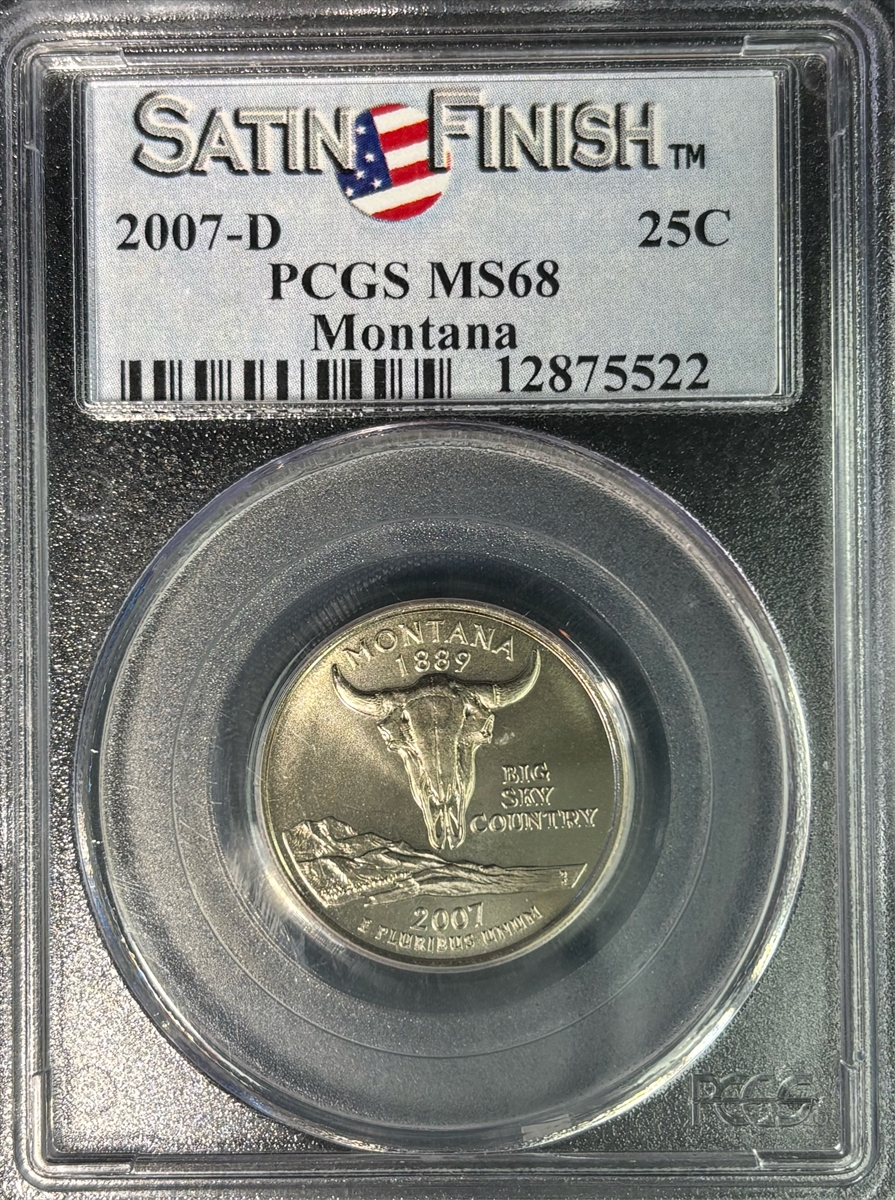 SATIN FINISH™
2007-D 25C
PCGS MS68
Montana
12875522
MONTANA
1889
BIG
SKY
COUNTRY
2007
E PLURIBUS UNUM
PCGS